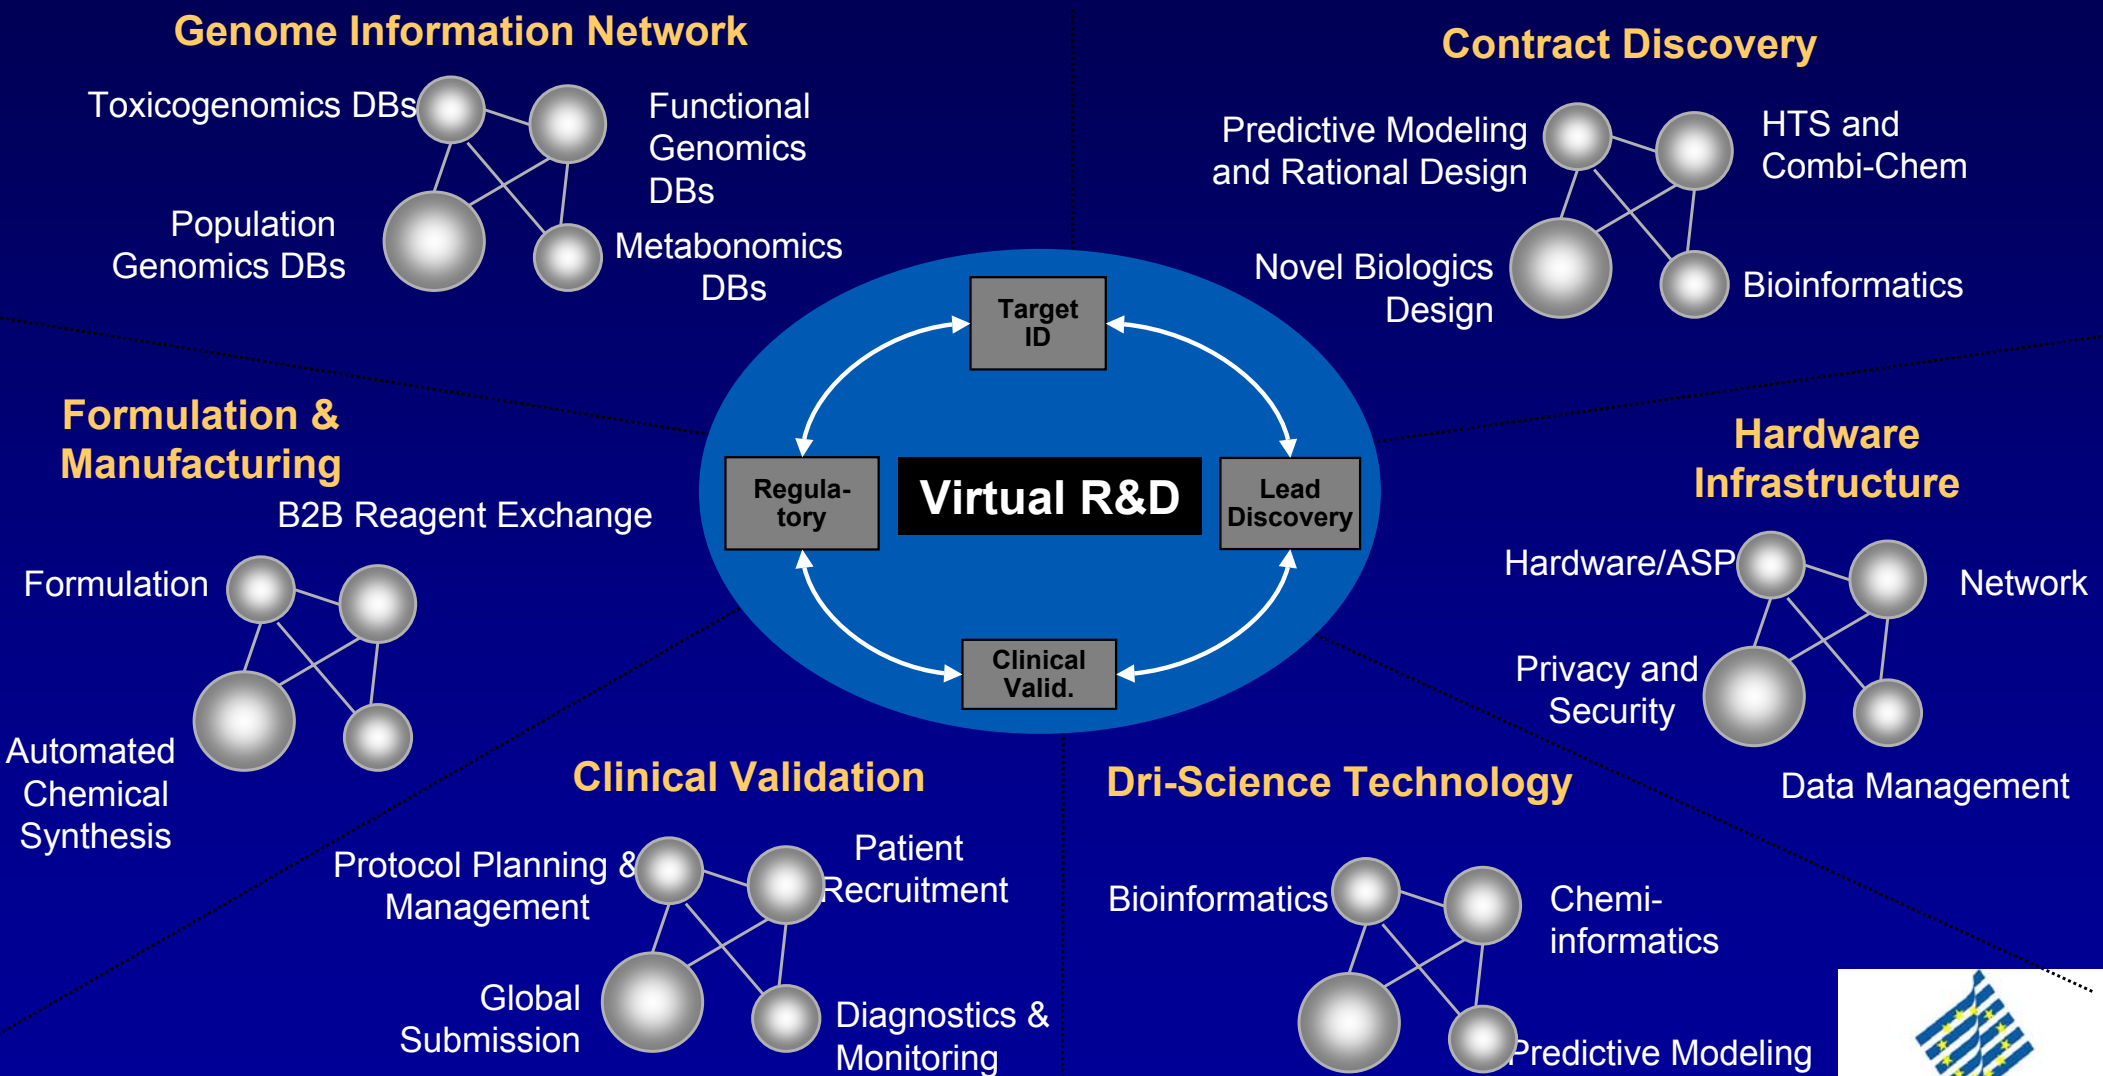 Genome Information Network
Toxicogenomics DBs
Functional
Genomics
DBs
Population
Genomics DBs
Metabonomics
DBs
Contract Discovery
Predictive Modeling
and Rational Design
HTS and
Combi-Chem
Novel Biologics
Design
Bioinformatics
Target
ID
Regula-
tory
Virtual R&D
Lead
Discovery
Clinical
Valid.
Formulation &
Manufacturing
B2B Reagent Exchange
Formulation
Automated
Chemical
Synthesis
Hardware
Infrastructure
Hardware/ASP
Network
Privacy and
Security
Data Management
Clinical Validation
Protocol Planning &
Management
Patient
Recruitment
Global
Submission
Diagnostics &
Monitoring
Dri-Science Technology
Bioinformatics
Chemi-
informatics
Predictive Modeling